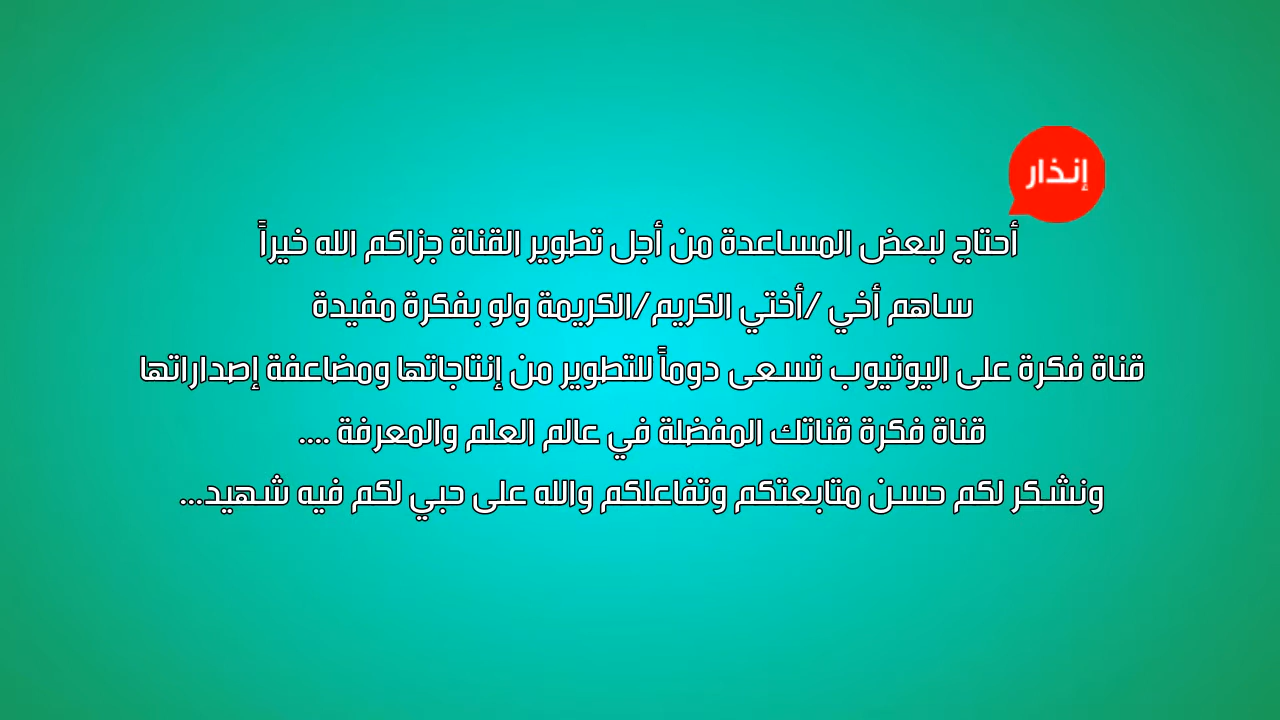 إنذار
أحتاج لبعض المساعدة من أجل تطوير القناة جزاكم الله خيراً
ساهم أخي /أختي الكريم/الكريمة ولو بفكرة مفيدة
قناة فكرة على اليوتيوب تسعى دوماً للتطوير من إنتاجاتها ومضاعفة إصداراتها
قناة فكرة قناتك المفضلة في عالم العلم والمعرفة ....
ونشكر لكم حسن متابعتكم وتفاعلكم والله على حبي لكم فيه شهيد...